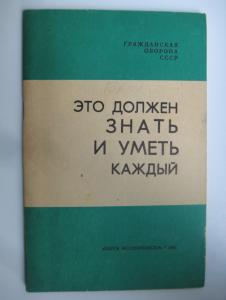 ГРАЖДАНСКАЯ
ОБОРОНА
СССР
ЭТО ДОЛЖЕН
ЗНАТЬ
И УМЕТЬ
КАЖДЫЙ